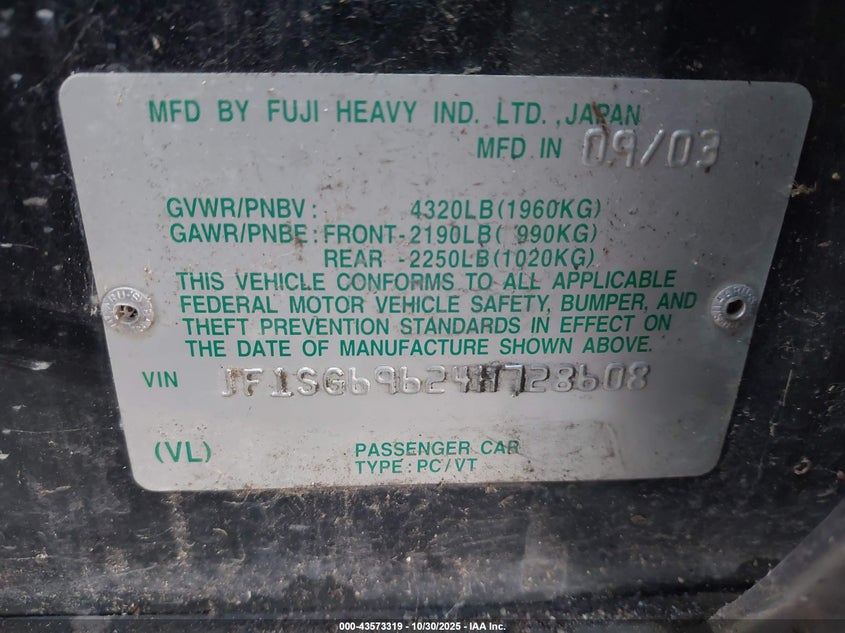 MFD BY FUJI HEAVY IND. LTD., JAPAN
MFD IN 09/03
GVWR/PNBV: 4320LB(1960KG)
GAWR/PNBE: FRONT-2190LB( 990KG)
REAR -2250LB(1020KG)
THIS VEHICLE CONFORMS TO ALL APPLICABLE
FEDERAL MOTOR VEHICLE SAFETY, BUMPER, AND
THEFT PREVENTION STANDARDS IN EFFECT ON
THE DATE OF MANUFACTURE SHOWN ABOVE.
VIN JF1SG69624H728608
(VL) PASSENGER CAR
TYPE : PC/VT
000-43573319 - 10/30/2025 - IAA Inc.